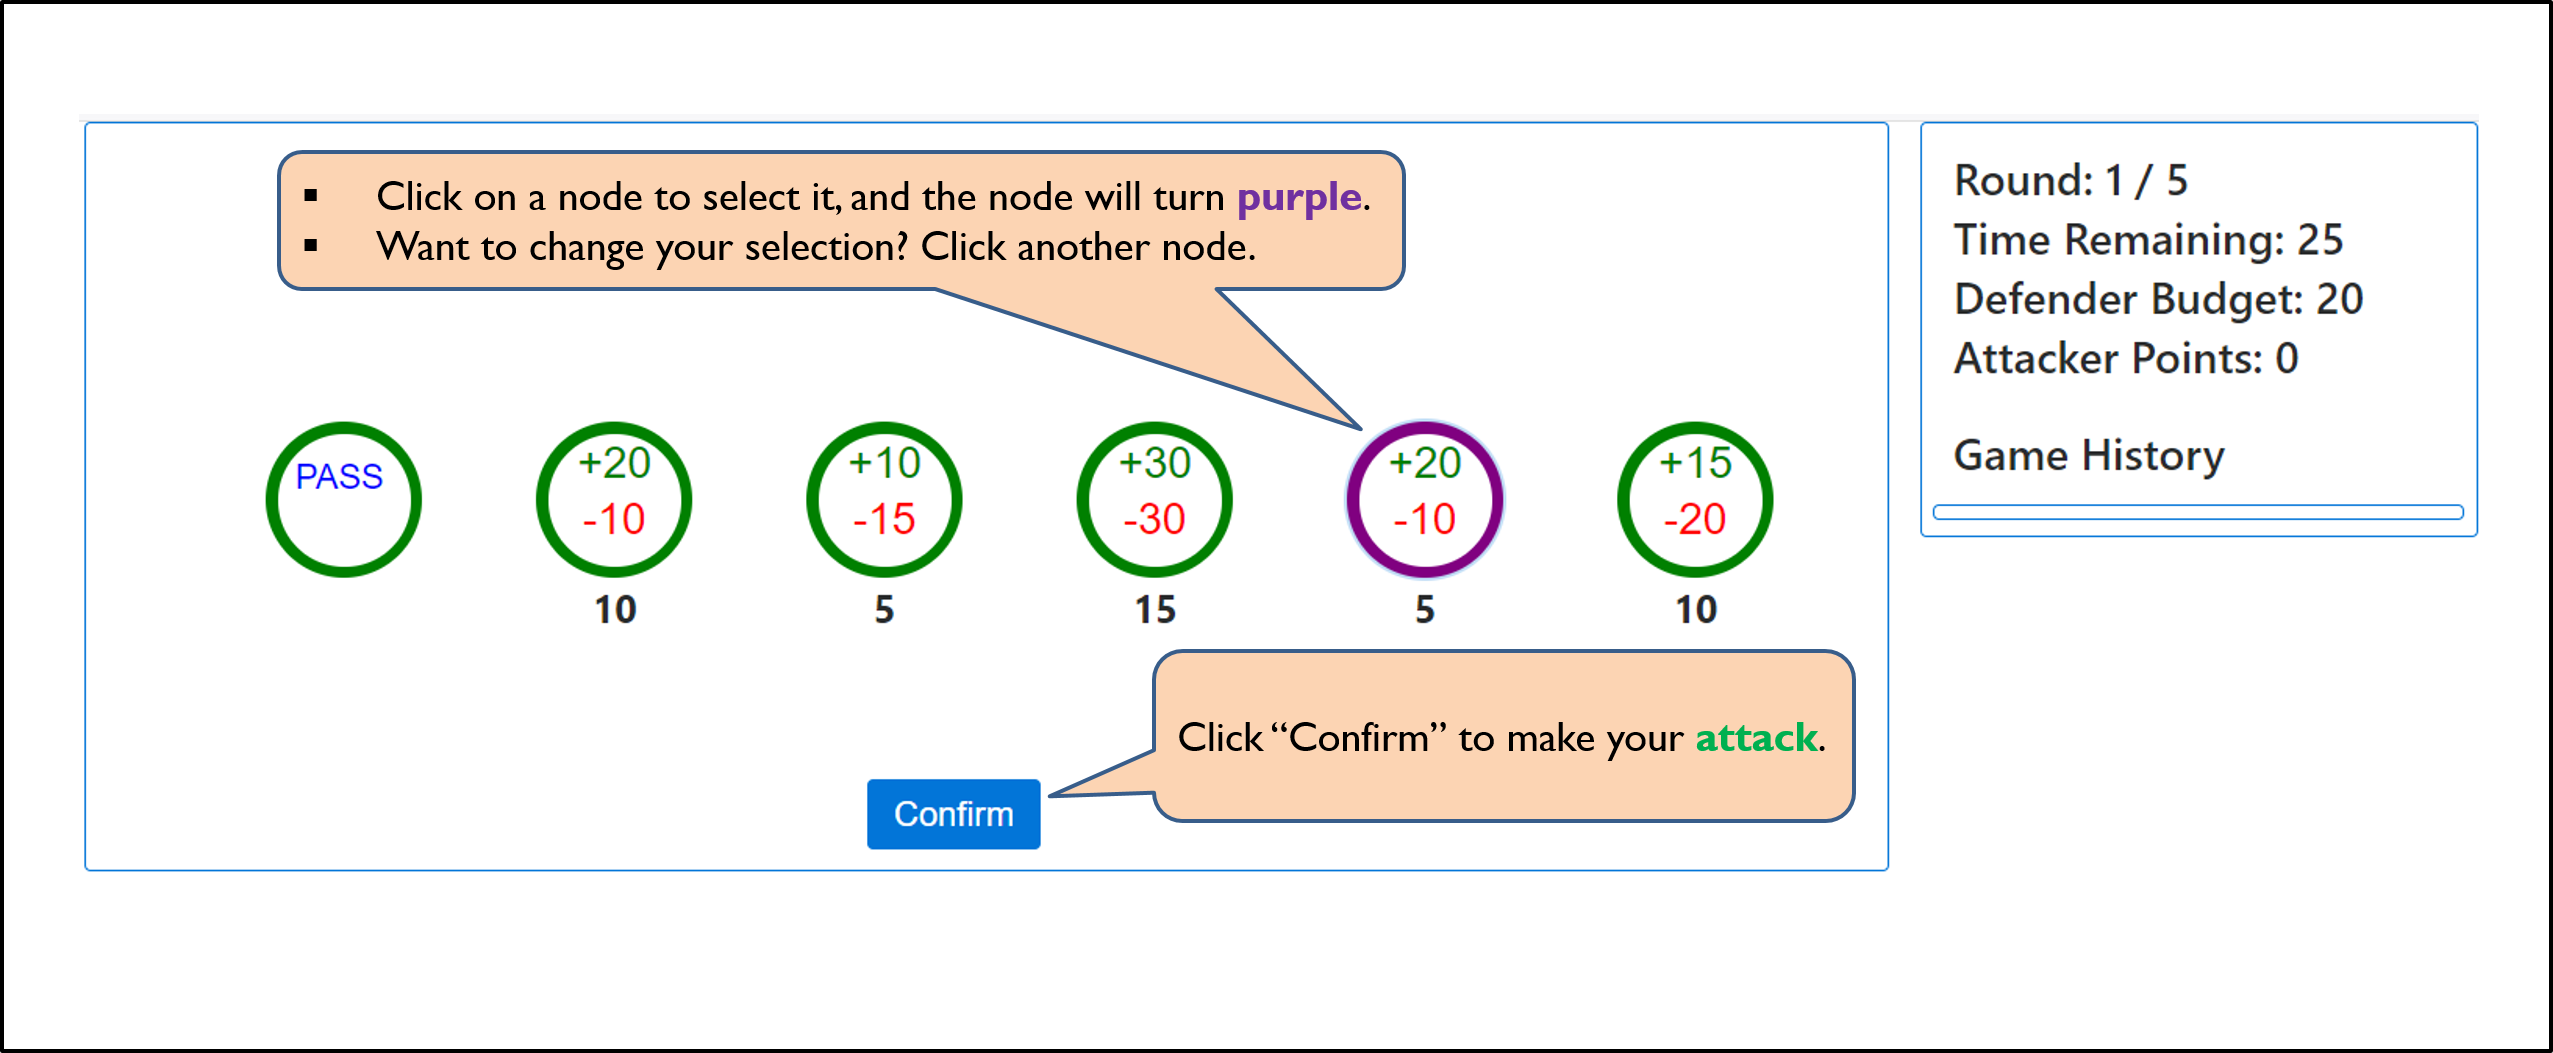 ▪ Click on a node to select it, and the node will turn purple.
▪ Want to change your selection? Click another node.
Round: 1 / 5
Time Remaining: 25
Defender Budget: 20
Attacker Points: 0
Game History
PASS
+20
-10
10
+10
-15
5
+30
-30
15
+20
-10
5
+15
-20
10
Click “Confirm” to make your attack.
Confirm